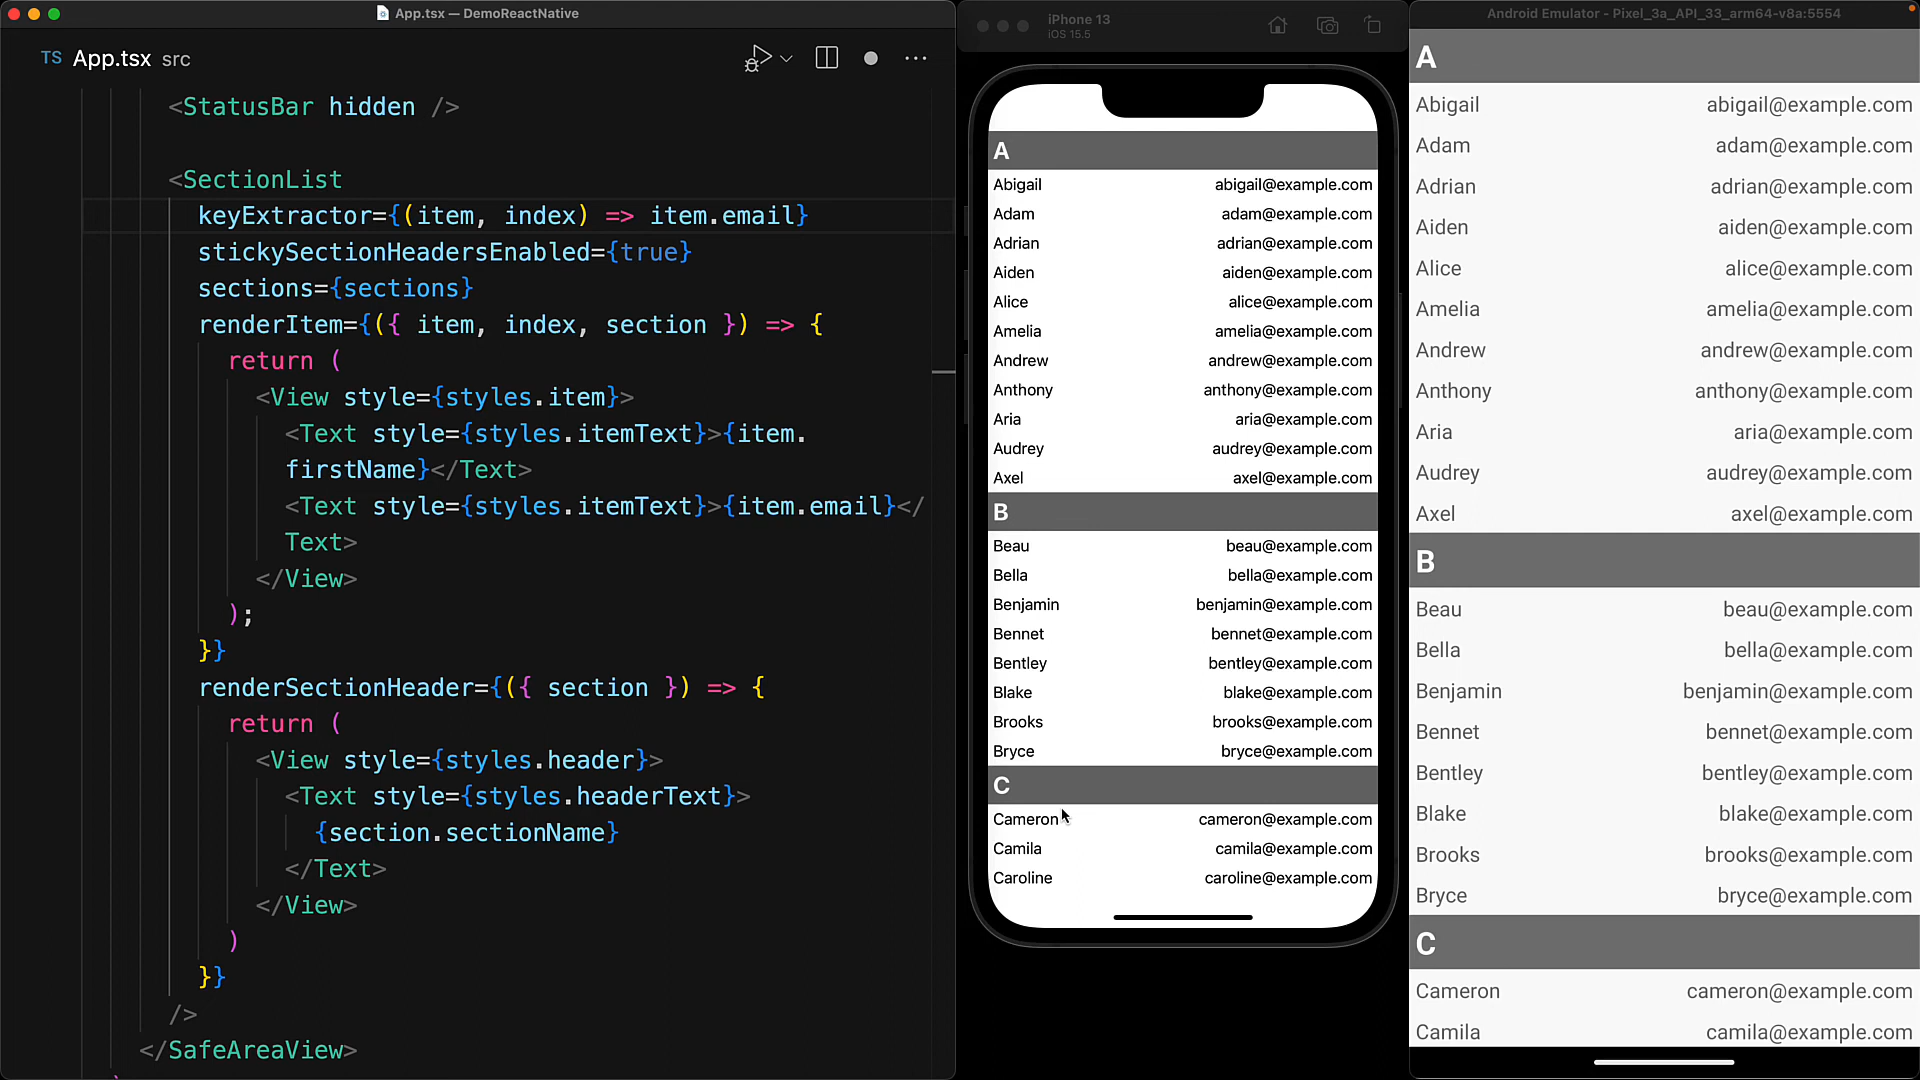 App.tsx — DemoReactNative
TS App.tsx src
<StatusBar hidden />
<SectionList
keyExtractor={(item, index) => item.email}
stickySectionHeadersEnabled={true}
sections={sections}
renderItem={({ item, index, section }) => {
return (
<View style={styles.item}>
<Text style={styles.itemText}>{item.
firstName}</Text>
<Text style={styles.itemText}>{item.email}</
Text>
</View>
);
}}
renderSectionHeader={({ section }) => {
return (
<View style={styles.header}>
<Text style={styles.headerText}>
{section.sectionName}
</Text>
</View>
)
}}
/>
</SafeAreaView>
iPhone 13
iOS 15.5
A
Abigail abigail@example.com
Adam adam@example.com
Adrian adrian@example.com
Aiden aiden@example.com
Alice alice@example.com
Amelia amelia@example.com
Andrew andrew@example.com
Anthony anthony@example.com
Aria aria@example.com
Audrey audrey@example.com
Axel axel@example.com
B
Beau beau@example.com
Bella bella@example.com
Benjamin benjamin@example.com
Bennet bennet@example.com
Bentley bentley@example.com
Blake blake@example.com
Brooks brooks@example.com
Bryce bryce@example.com
C
Cameron cameron@example.com
Camila camila@example.com
Caroline caroline@example.com
Android Emulator - Pixel_3a_API_33_arm64-v8a:5554
A
Abigail abigail@example.com
Adam adam@example.com
Adrian adrian@example.com
Aiden aiden@example.com
Alice alice@example.com
Amelia amelia@example.com
Andrew andrew@example.com
Anthony anthony@example.com
Aria aria@example.com
Audrey audrey@example.com
Axel axel@example.com
B
Beau beau@example.com
Bella bella@example.com
Benjamin benjamin@example.com
Bennet bennet@example.com
Bentley bentley@example.com
Blake blake@example.com
Brooks brooks@example.com
Bryce bryce@example.com
C
Cameron cameron@example.com
Camila camila@example.com